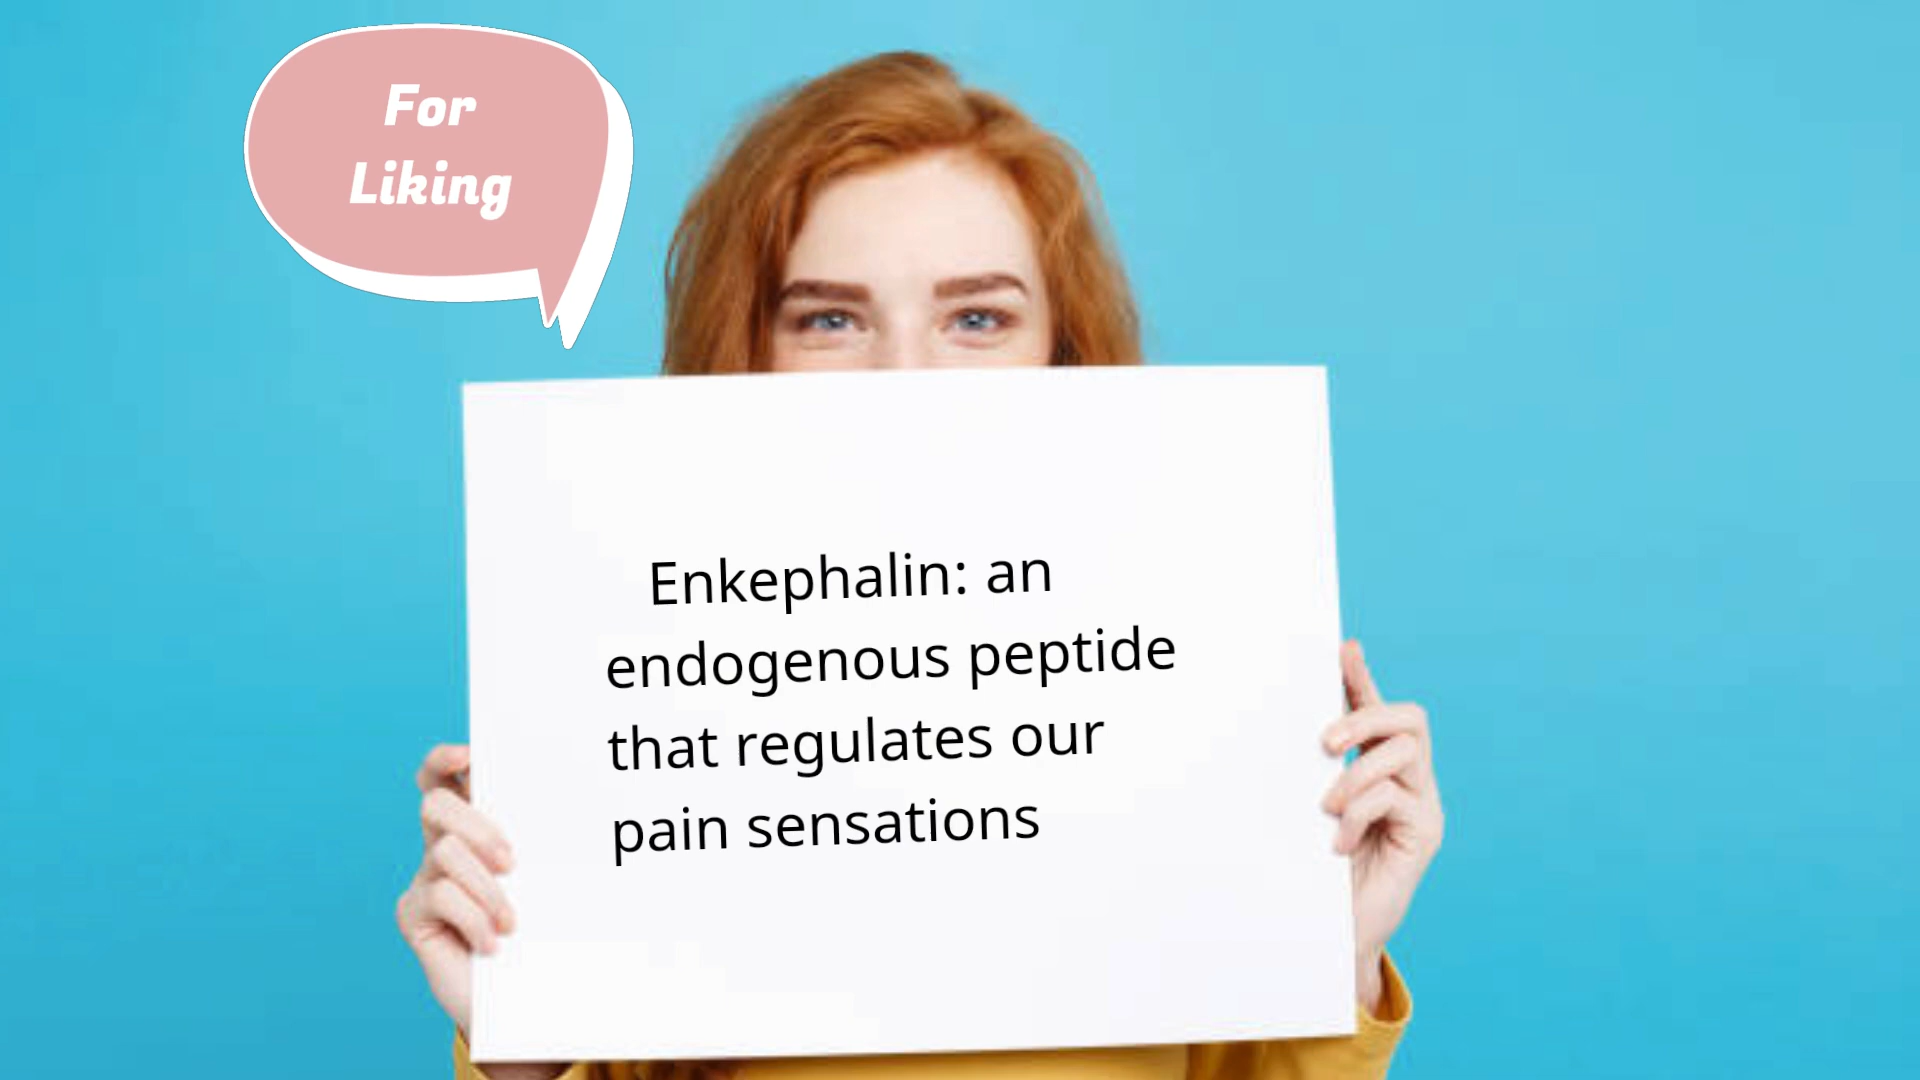 For
Liking
Enkephalin: an
endogenous peptide
that regulates our
pain sensations